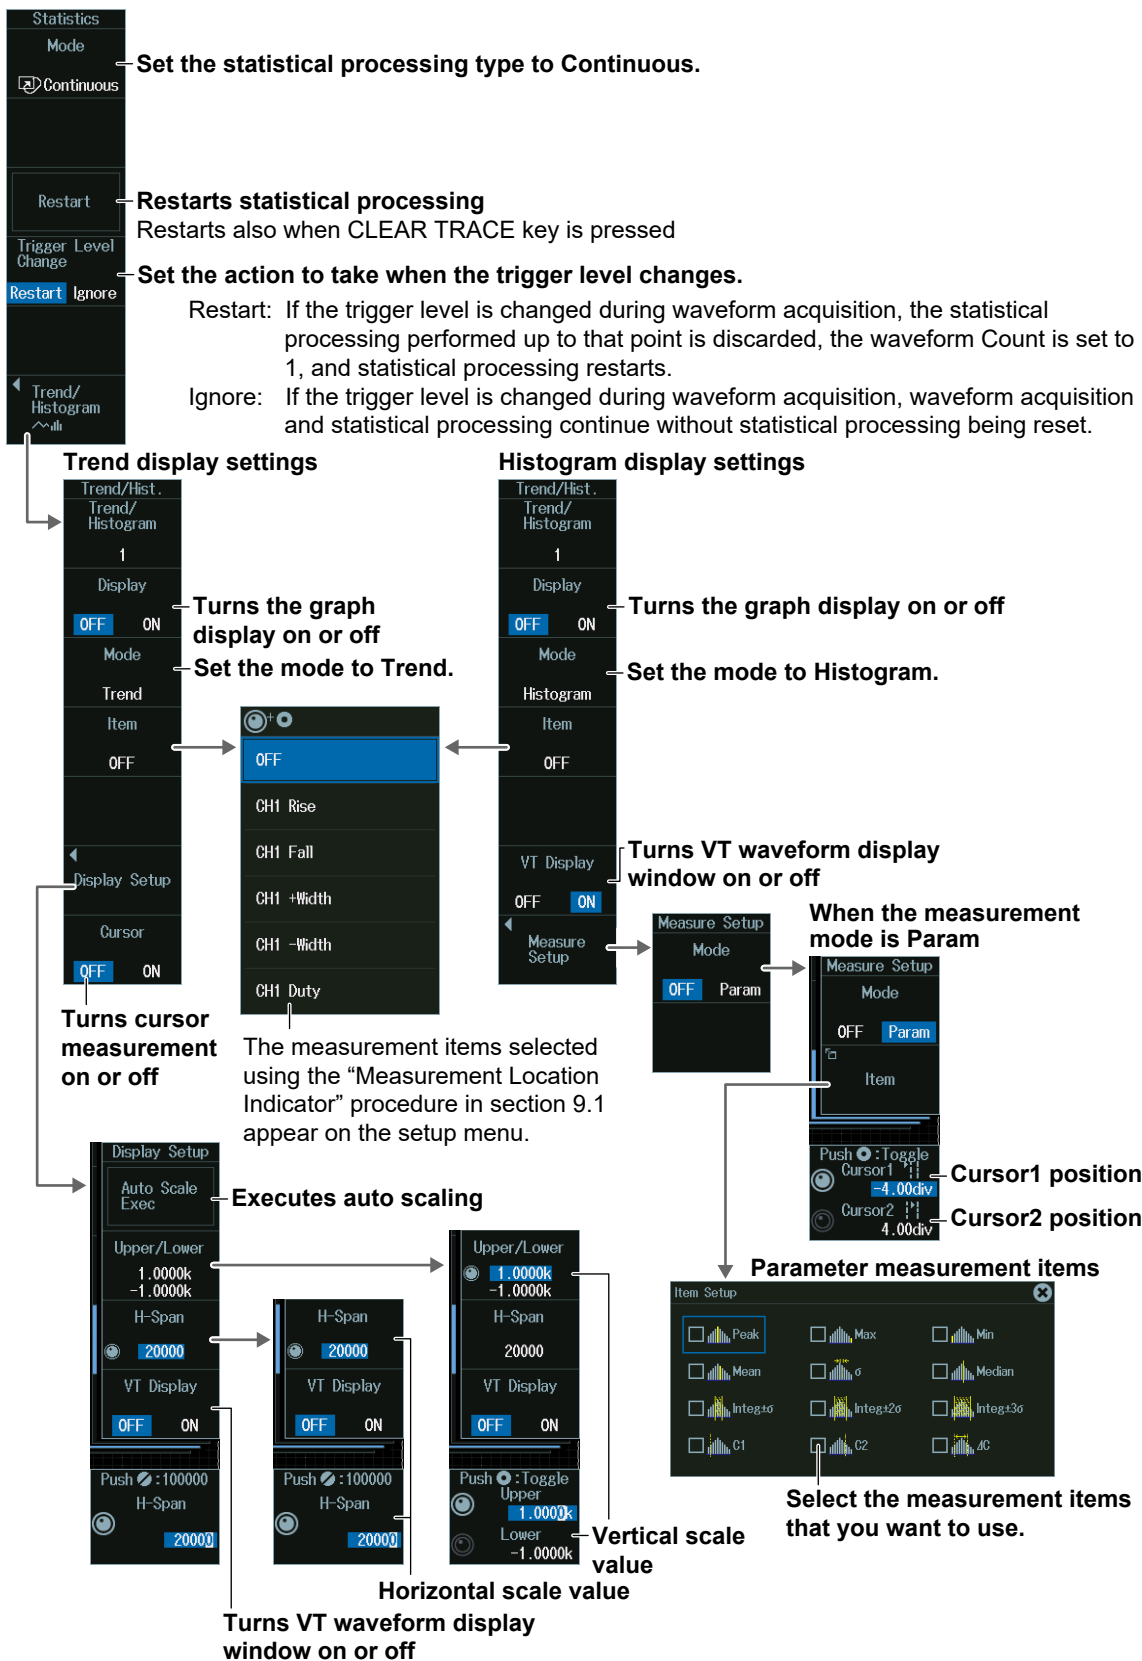 Statistics
Mode
Continuous
Set the statistical processing type to Continuous.
Restart
Restarts statistical processing
Restarts also when CLEAR TRACE key is pressed
Trigger Level
Change
Restart Ignore
Set the action to take when the trigger level changes.
Restart: If the trigger level is changed during waveform acquisition, the statistical
processing performed up to that point is discarded, the waveform Count is set to
1, and statistical processing restarts.
Ignore: If the trigger level is changed during waveform acquisition, waveform acquisition
and statistical processing continue without statistical processing being reset.
Trend/
Histogram
Trend display settings
Trend/Hist.
Trend/
Histogram
1
Display
OFF ON
Turns the graph
display on or off
Mode
Trend
Set the mode to Trend.
Item
OFF
Display Setup
Cursor
OFF ON
Turns cursor
measurement
on or off
OFF
CH1 Rise
CH1 Fall
CH1 +Width
CH1 -Width
CH1 Duty
The measurement items selected
using the “Measurement Location
Indicator” procedure in section 9.1
appear on the setup menu.
Histogram display settings
Trend/Hist.
Trend/
Histogram
1
Display
OFF ON
Turns the graph display on or off
Mode
Histogram
Set the mode to Histogram.
Item
OFF
VT Display
OFF ON
Turns VT waveform display
window on or off
Measure
Setup
Measure Setup
Mode
OFF Param
When the measurement
mode is Param
Measure Setup
Mode
OFF Param
Item
Push :Toggle
Cursor1
-4.00div
Cursor1 position
Cursor2
4.00div
Cursor2 position
Display Setup
Auto Scale
Exec
Executes auto scaling
Upper/Lower
1.0000k
-1.0000k
H-Span
20000
VT Display
OFF ON
Push :100000
H-Span
20000
H-Span
20000
VT Display
OFF ON
Push :100000
H-Span
20000
Upper/Lower
1.0000k
-1.0000k
H-Span
20000
VT Display
OFF ON
Push :Toggle
Upper
1.0000k
Lower
-1.0000k
Vertical scale
value
Horizontal scale value
Turns VT waveform display
window on or off
Parameter measurement items
Item Setup
Peak Max Min
Mean σ Median
Integ±σ Integ±2σ Integ±3σ
C1 C2 ΔC
Select the measurement items
that you want to use.